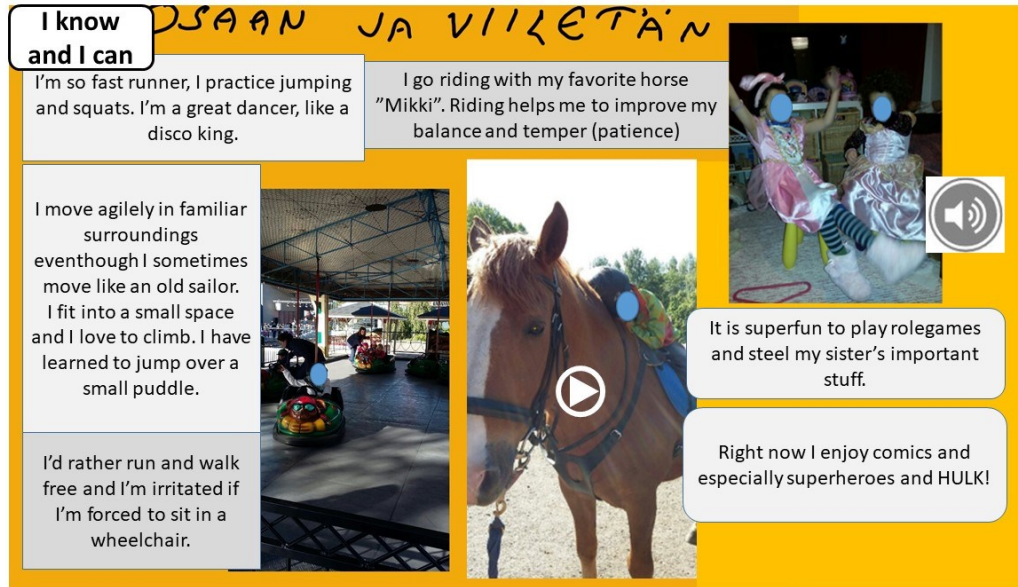 I know
and I can
OSAAN JA VIILETÄN
I'm so fast runner, I practice jumping
and squats. I'm a great dancer, like a
disco king.
I go riding with my favorite horse
”Mikki”. Riding helps me to improve my
balance and temper (patience)
I move agilely in familiar
surroundings
eventhough I sometimes
move like an old sailor.
I fit into a small space
and I love to climb. I have
learned to jump over a
small puddle.
I'd rather run and walk
free and I'm irritated if
I'm forced to sit in a
wheelchair.
It is superfun to play rolegames
and steel my sister's important
stuff.
Right now I enjoy comics and
especially superheroes and HULK!